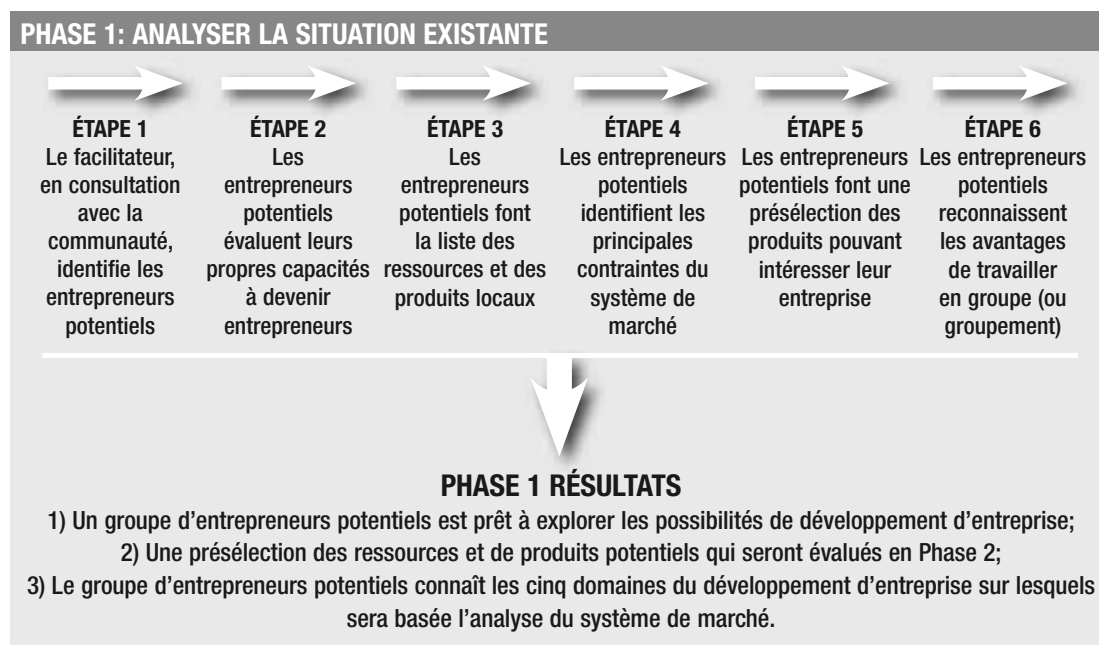 PHASE 1: ANALYSER LA SITUATION EXISTANTE
ÉTAPE 1
Le facilitateur,
en consultation
avec la
communauté,
identifie les
entrepreneurs
potentiels
ÉTAPE 2
Les
entrepreneurs
potentiels
évaluent leurs
propres capacités
à devenir
entrepreneurs
ÉTAPE 3
Les
entrepreneurs
potentiels font
la liste des
ressources et des
produits locaux
ÉTAPE 4
Les entrepreneurs
potentiels
identifient les
principales
contraintes du
système de
marché
ÉTAPE 5
Les entrepreneurs
potentiels font une
présélection des
produits pouvant
intéresser leur
entreprise
ÉTAPE 6
Les entrepreneurs
potentiels
reconnaissent
les avantages
de travailler
en groupe (ou
groupement)
PHASE 1 RÉSULTATS
1) Un groupe d’entrepreneurs potentiels est prêt à explorer les possibilités de développement d’entreprise;
2) Une présélection des ressources et de produits potentiels qui seront évalués en Phase 2;
3) Le groupe d’entrepreneurs potentiels connaît les cinq domaines du développement d’entreprise sur lesquels
sera basée l’analyse du système de marché.